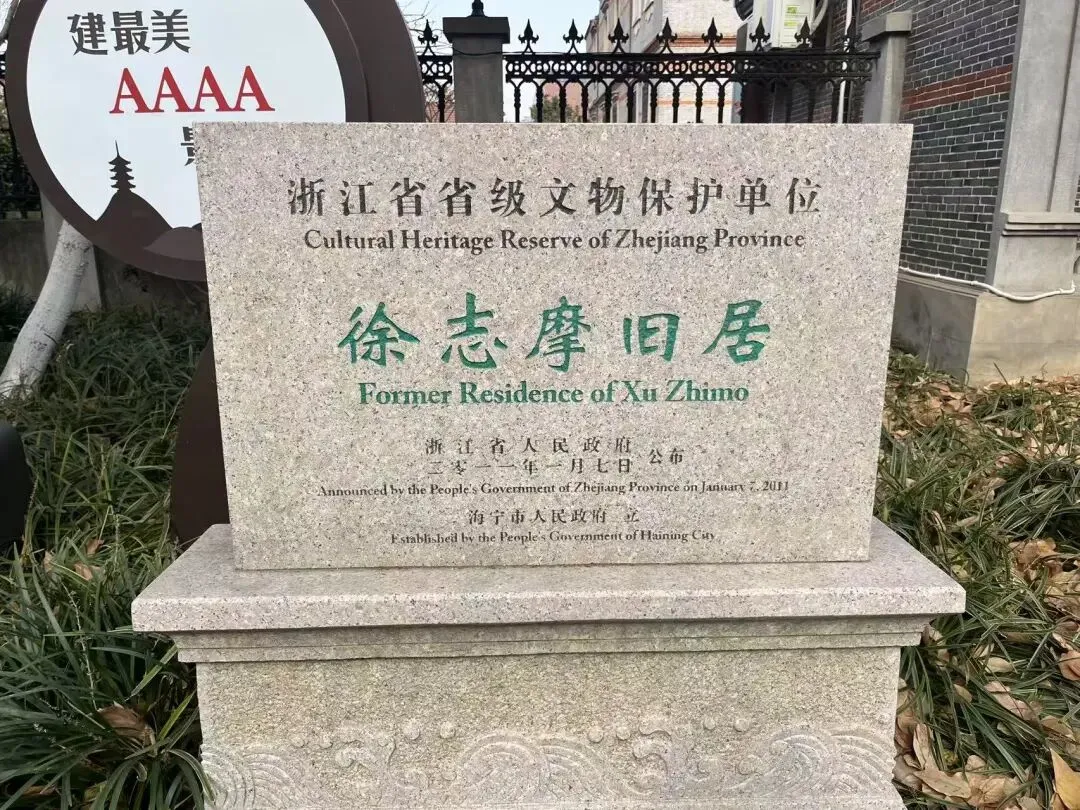 建最美
AAAA
浙江省省级文物保护单位
Cultural Heritage Reserve of Zhejiang Province
徐志摩旧居
Former Residence of Xu Zhimo
浙江省人民政府
二零一一年一月七日 公布
Announced by the People's Government of Zhejiang Province on January 7, 2011
海宁市人民政府 立
Established by the People's Government of Haining City